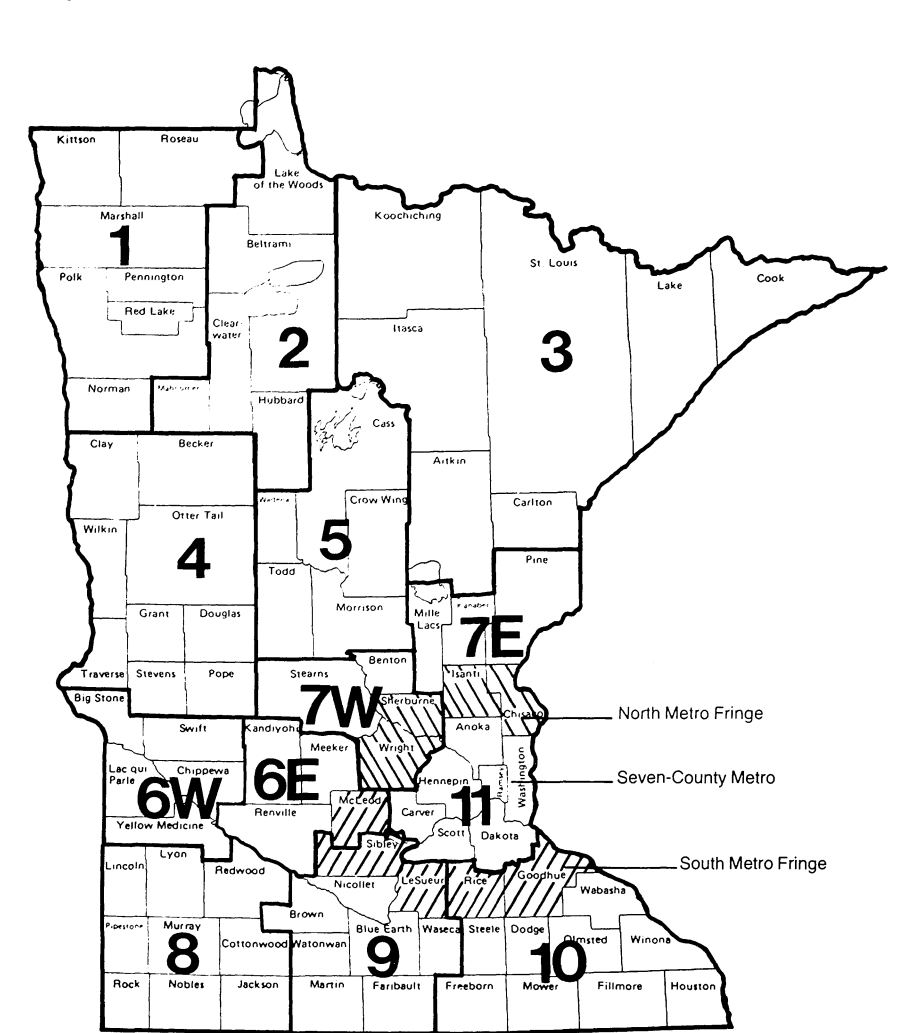 Kittson
Roseau
Lake
of the Woods
Marshall
1
Koochiching
Beltrami
St. Louis
Polk
Pennington
Lake
Cook
Red Lake
Clear-
water
2
Itasca
3
Norman
Mahnomen
Hubbard
Cass
Clay
Becker
Aitkin
Wadena
Crow Wing
Carlton
Otter Tail
Wilkin
5
4
Pine
Todd
Grant
Douglas
Morrison
Mille
Lacs
Kanabec
7E
Benton
Traverse
Stevens
Pope
Stearns
Isanti
Big Stone
7W
Sherburne
Chisago
North Metro Fringe
Swift
Kandiyohi
Anoka
Meeker
Wright
Lac qui
Parle
Chippewa
6E
Hennepin
Ramsey
Washington
Seven-County Metro
6W
McLeod
11
Renville
Carver
Yellow Medicine
Scott
Dakota
Sibley
Lincoln
Lyon
Redwood
Nicollet
LeSueur
Rice
Goodhue
South Metro Fringe
Wabasha
Brown
Pipestone
Murray
Cottonwood
Watonwan
Blue Earth
Waseca
Steele
Dodge
Olmsted
Winona
8
9
10
Rock
Nobles
Jackson
Martin
Faribault
Freeborn
Mower
Fillmore
Houston